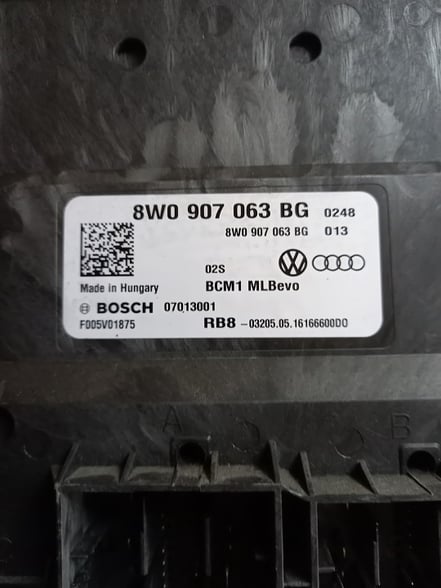 8W0 907 063 BG 0248
8W0 907 063 BG 013
02S
Made in Hungary BCM1 MLBevo
BOSCH 07013001
F005V01875 RB8 -03205.05.16166600D0
A B